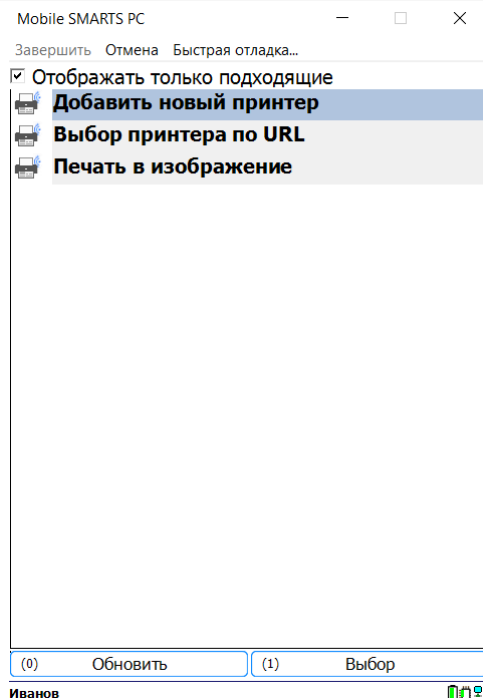 Mobile SMARTS PC
Завершить Отмена Быстрая отладка...
Отображать только подходящие
Добавить новый принтер
Выбор принтера по URL
Печать в изображение
(0) Обновить (1) Выбор
Иванов